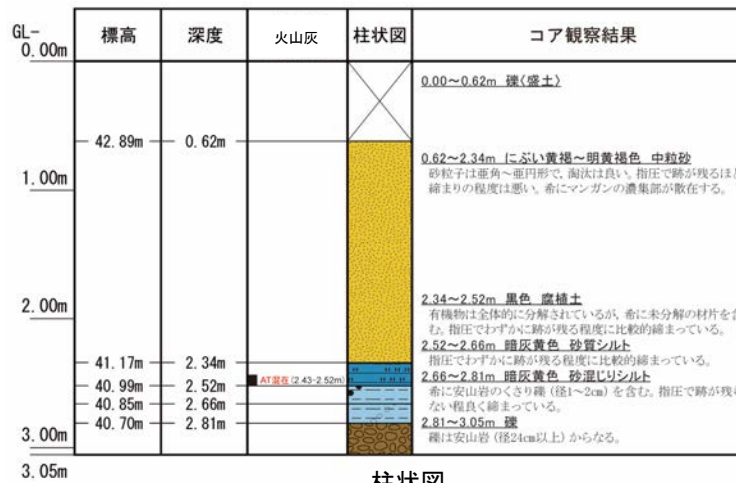 GL-
0.00m
標高 深度 火山灰 柱状図 コア観察結果
0.00～0.62m 礫〈盛土〉
42.89m 0.62m
0.62～2.34m にぶい黄褐～明黄褐色 中粒砂
砂粒子は亜角～亜円形で、淘汰は良い。指圧で跡が残るほど
締まりの程度は悪い。希にマンガンの濃集部が散在する。
1.00m
2.00m
2.34～2.52m 黒色 腐植土
有機物は全体的に分解されているが、希に未分解の材片を含
む。指圧でわずかに跡が残る程度に比較的締まっている。
2.52～2.66m 暗灰黄色 砂質シルト
指圧でわずかに跡が残る程度に比較的締まっている。
41.17m 2.34m
AT混在(2.43-2.52m)
40.99m 2.52m
2.66～2.81m 暗灰黄色 砂混じりシルト
希に安山岩のくさり礫(径1～2cm)を含む。指圧で跡が残ら
ない程良く締まっている。
40.85m 2.66m
40.70m 2.81m
2.81～3.05m 礫
礫は安山岩(径24cm以上)からなる。
3.00m
3.05m
柱状図